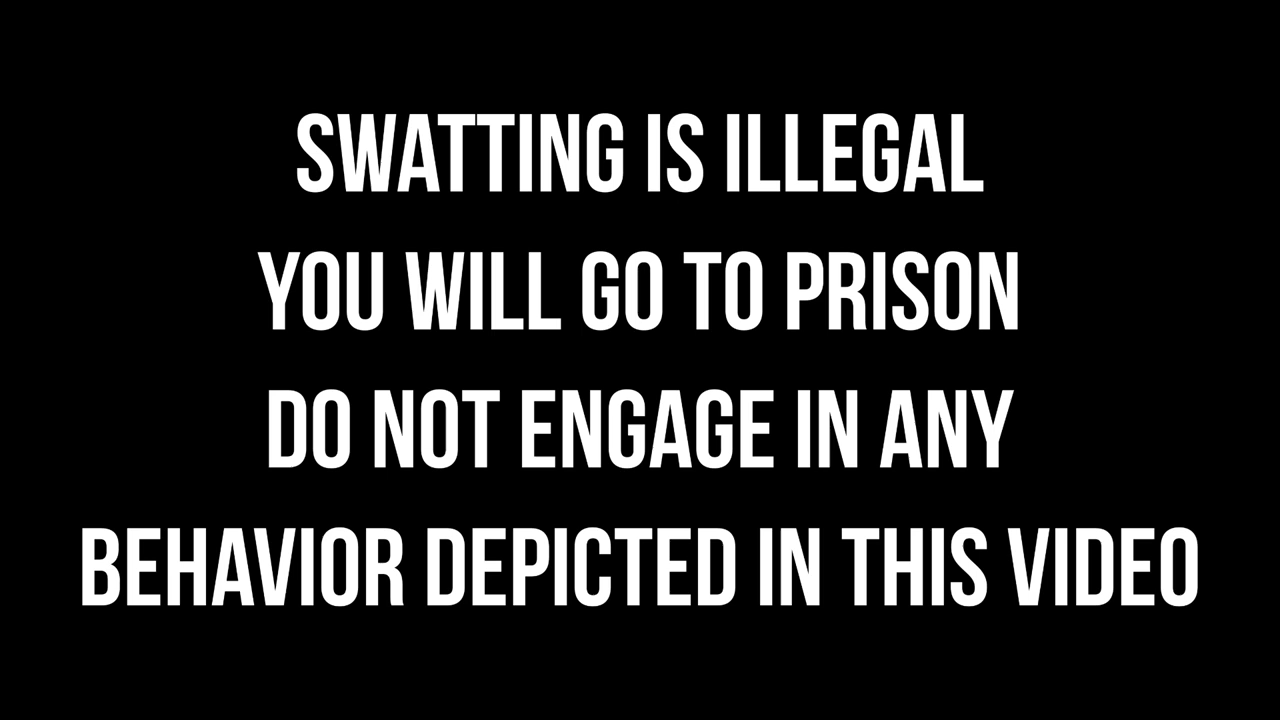 SWATTING IS ILLEGAL
YOU WILL GO TO PRISON
DO NOT ENGAGE IN ANY
BEHAVIOR DEPICTED IN THIS VIDEO